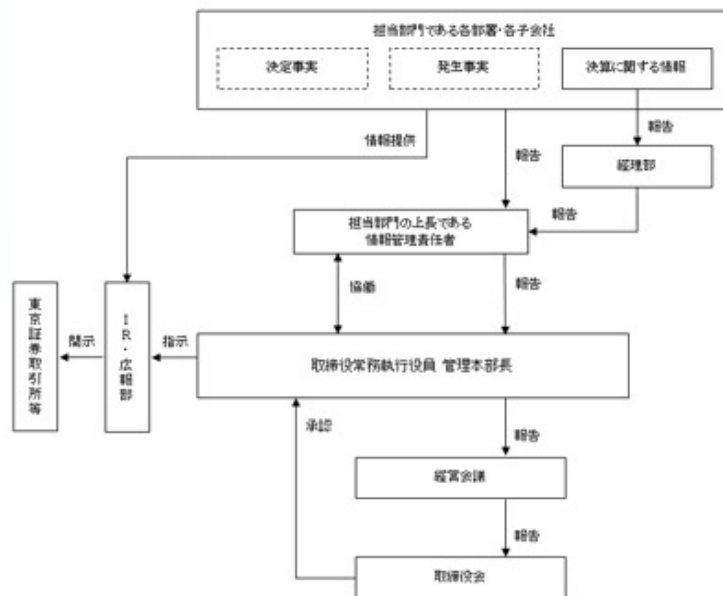 担当部門である各部署・各子会社
決定事実
発生事実
決算に関する情報
情報提供
報告
報告
経理部
報告
担当部門の上長である
情報管理責任者
協働
報告
東京証券取引所等
開示
IR・広報部
指示
取締役常務執行役員 管理本部長
承認
報告
経営会議
報告
取締役会